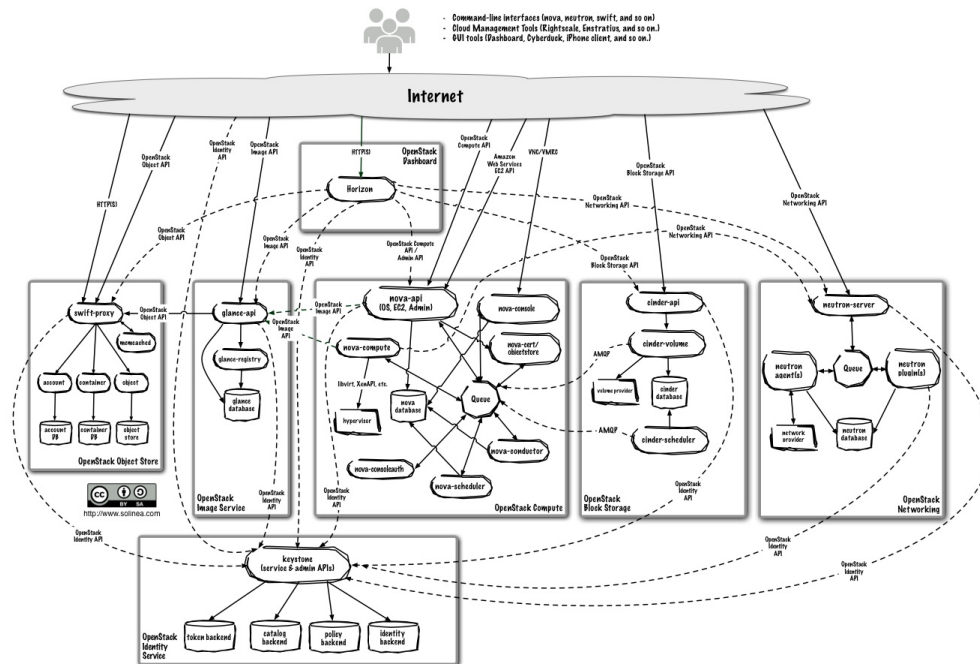 - Command-line interfaces (nova, neutron, swift, and so on)
- Cloud Management Tools (Rightscale, Enstratius, and so on.)
- GUI tools (Dashboard, Cyberduck, iPhone client, and so on.)
Internet
HTTP(S)
OpenStack
Object API
OpenStack
Identity
API
OpenStack
Image API
HTTP(S)
OpenStack
Dashboard
Horizon
OpenStack
Compute API
Amazon
Web Services
EC2 API
VNC/VMRC
OpenStack
Block Storage API
OpenStack
Networking API
OpenStack
Networking API
OpenStack
Object API
OpenStack
Image API
OpenStack
Identity
API
OpenStack Compute
API /
Admin API
OpenStack
Block Storage API
OpenStack
Networking API
swift-proxy
memcached
account
container
object
account
DB
container
DB
object
store
OpenStack Object Store
OpenStack
Object API
glance-api
glance-registry
glance
database
OpenStack
Image Service
OpenStack
Image API
OpenStack
Image
API
nova-api
(OS, EC2, Admin)
nova-console
nova-cert/
objectstore
nova-compute
libvirt, XenAPI, etc.
hypervisor
nova
database
Queue
nova-conductor
nova-consoleauth
nova-scheduler
OpenStack Compute
AMQP
AMQP
cinder-api
cinder-volume
volume provider
cinder
database
cinder-scheduler
OpenStack
Block Storage
neutron-server
neutron
agent(s)
Queue
neutron
plugin(s)
network
provider
neutron
database
OpenStack
Networking
CC
BY SA
http://www.solinea.com
OpenStack
Identity API
OpenStack
Identity
API
OpenStack
Identity API
OpenStack
Identity
API
OpenStack
Identity
API
OpenStack
Identity
API
OpenStack
Identity
API
keystone
(service & admin APIs)
token backend
catalog
backend
policy
backend
identity
backend
OpenStack
Identity
Service